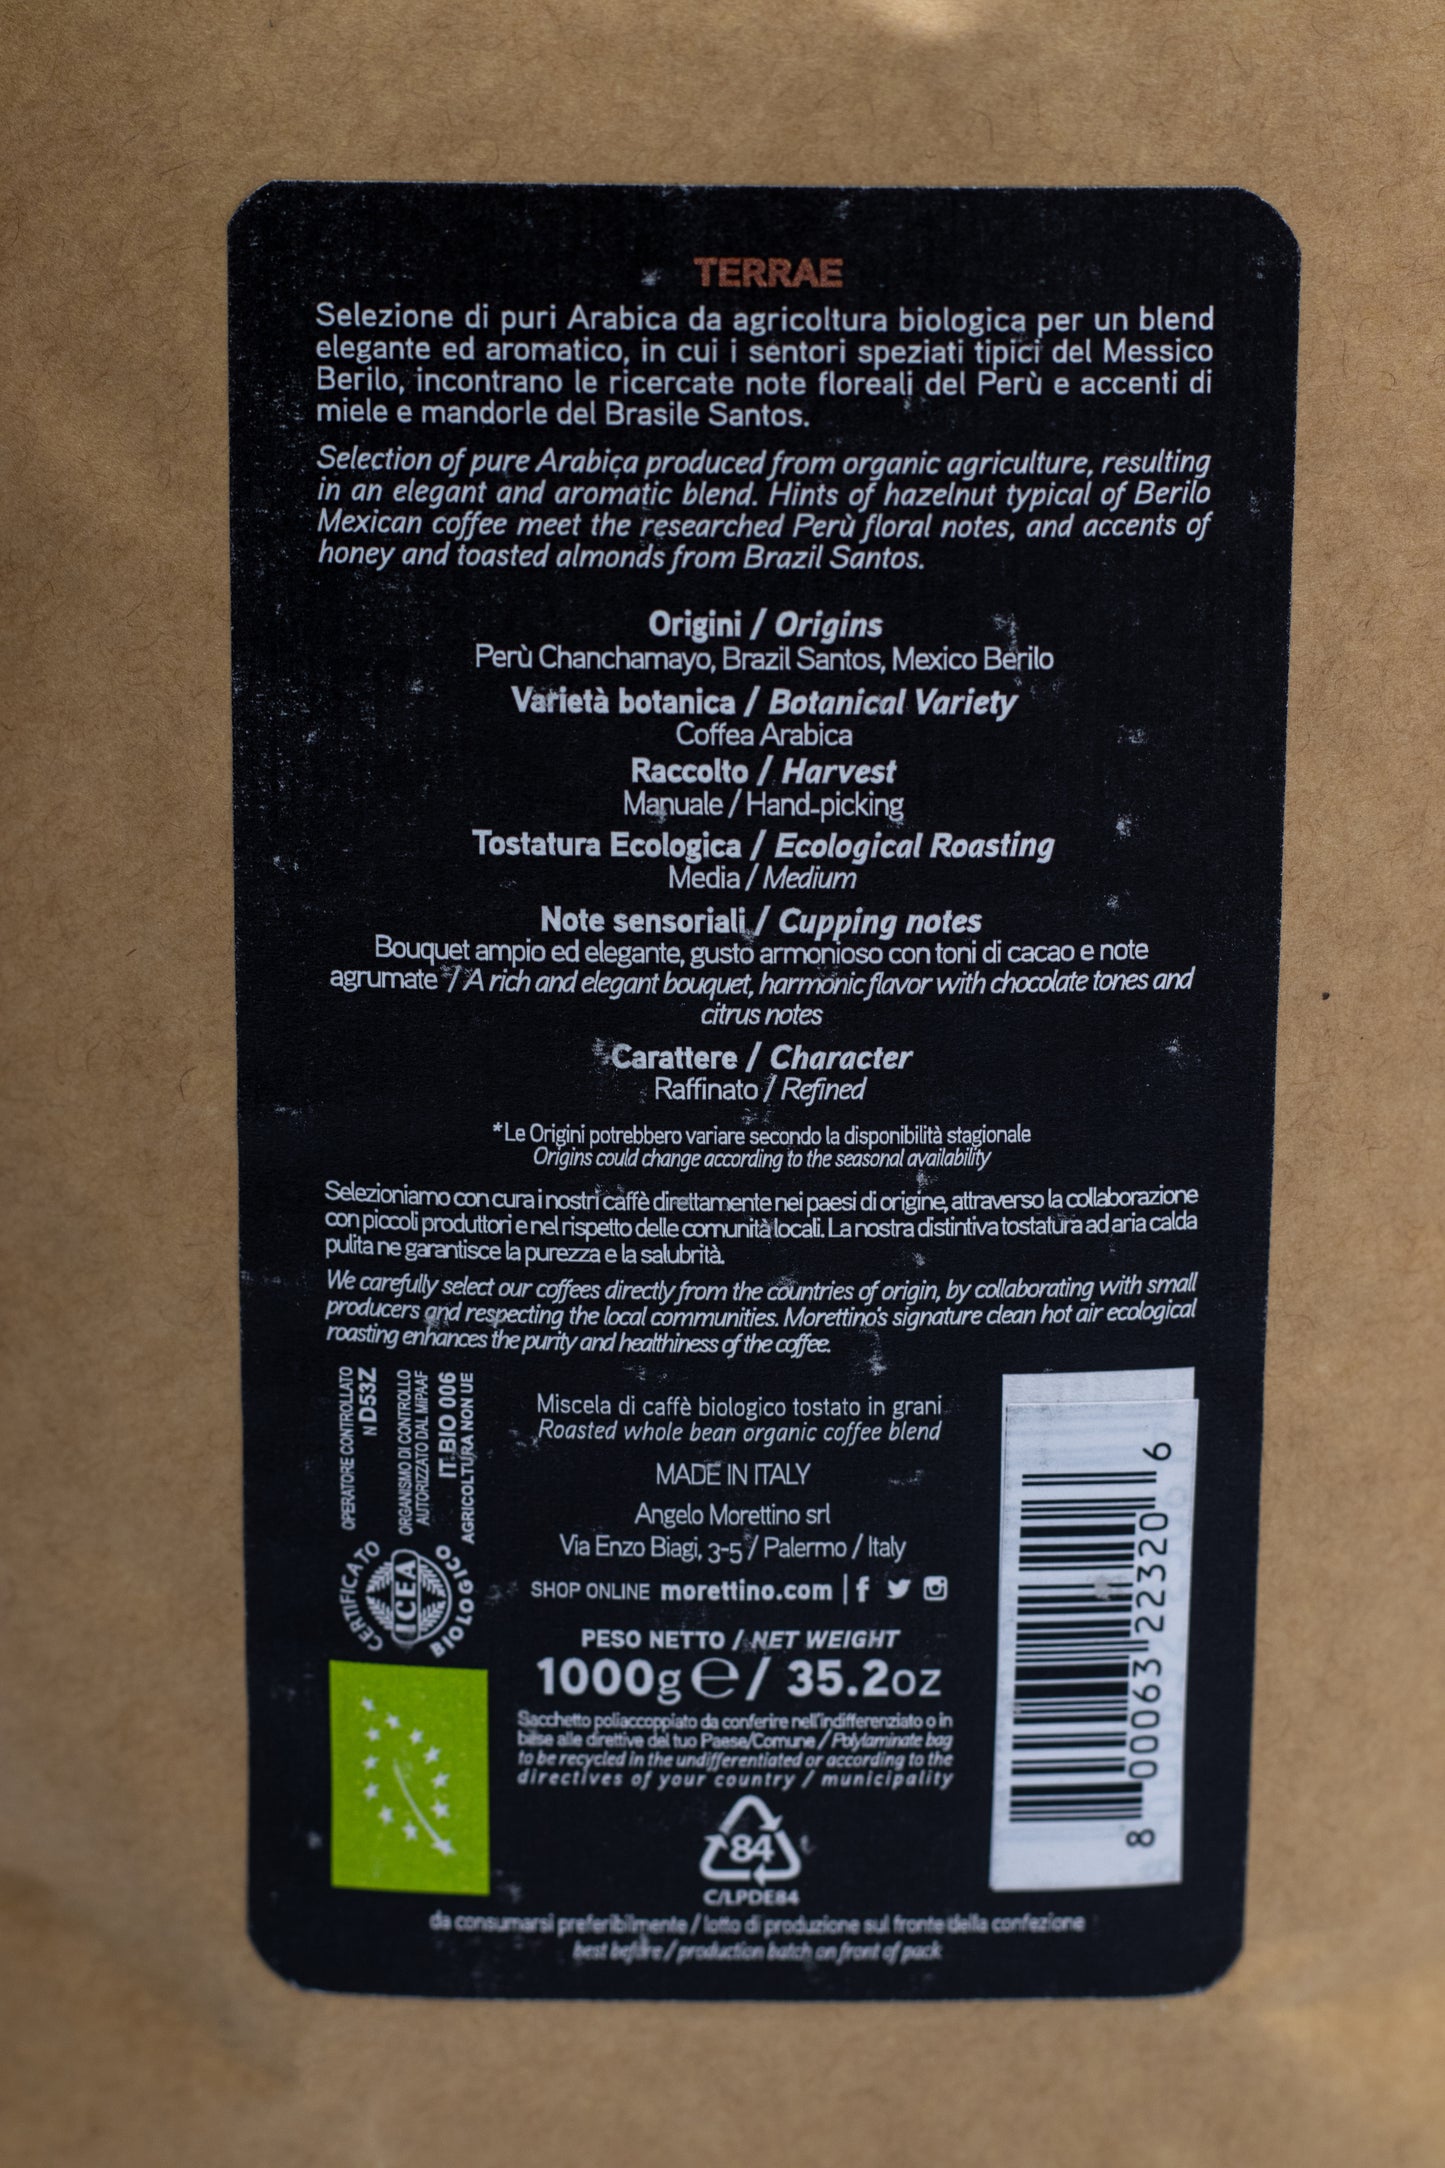 TERRAE
Selezione di puri Arabica da agricoltura biologica per un blend
elegante ed aromatico, in cui i sentori speziati tipici del Messico
Berilo, incontrano le ricercate note floreali del Perù e accenti di
miele e mandorle del Brasile Santos.
Selection of pure Arabica produced from organic agriculture, resulting
in an elegant and aromatic blend. Hints of hazelnut typical of Berilo
Mexican coffee meet the researched Perù floral notes, and accents of
honey and toasted almonds from Brazil Santos.
Origini / Origins
Perù Chanchamayo, Brazil Santos, Mexico Berilo
Varietà botanica / Botanical Variety
Coffea Arabica
Raccolto / Harvest
Manuale / Hand-picking
Tostatura Ecologica / Ecological Roasting
Media / Medium
Note sensoriali / Cupping notes
Bouquet ampio ed elegante, gusto armonioso con toni di cacao e note
agrumate / A rich and elegant bouquet, harmonic flavor with chocolate tones and
citrus notes
Carattere / Character
Raffinato / Refined
*Le Origini potrebbero variare secondo la disponibilità stagionale
Origins could change according to the seasonal availability
Selezioniamo con cura i nostri caffè direttamente nei paesi di origine, attraverso la collaborazione
con piccoli produttori e nel rispetto delle comunità locali. La nostra distintiva tostatura ad aria calda
pulita ne garantisce la purezza e la salubrità.
We carefully select our coffees directly from the countries of origin, by collaborating with small
producers and respecting the local communities. Morettino's signature clean hot air ecological
roasting enhances the purity and healthiness of the coffee.
OPERATORE CONTROLLATO
N D53Z
ORGANISMO DI CONTROLLO
AUTORIZZATO DAL MIPAAF
IT BIO 006
AGRICOLTURA NON UE
CERTIFICATO
ICEA
BIOLOGICO
Miscela di caffè biologico tostato in grani
Roasted whole bean organic coffee blend
MADE IN ITALY
Angelo Morettino srl
Via Enzo Biagi, 3-5 / Palermo / Italy
SHOP ONLINE morettino.com | f
PESO NETTO / NET WEIGHT
1000g ℮ / 35.2oz
Sacchetto poliaccoppiato da conferire nell'indifferenziato o in
base alle direttive del tuo Paese/Comune / Polylaminate bag
to be recycled in the undifferentiated or according to the
directives of your country / municipality
84
C/LPDE84
8 00063 22320 6
da consumarsi preferibilmente / lotto di produzione sul fronte della confezione
best before / production batch on front of pack